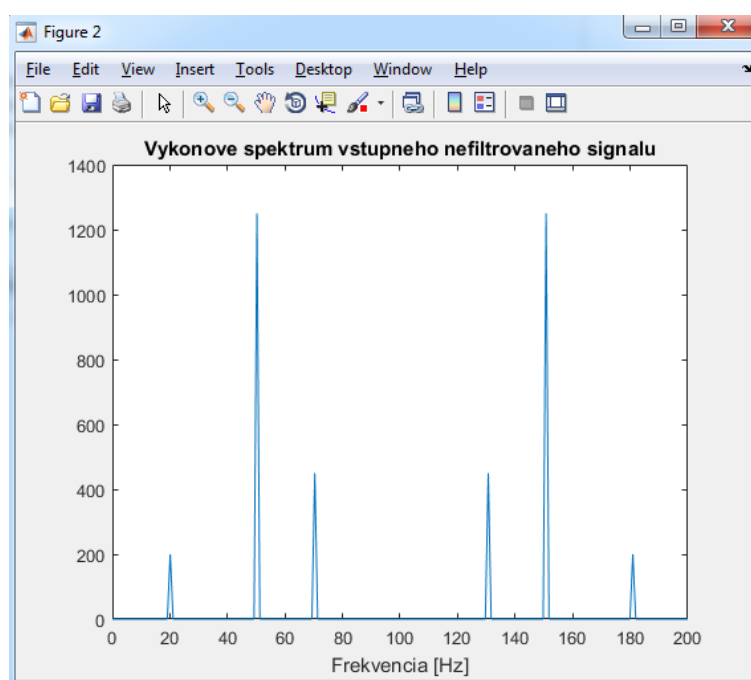 Figure 2
File Edit View Insert Tools Desktop Window Help
Vykonove spektrum vstupneho nefiltrovaneho signalu
1400
1200
1000
800
600
400
200
0
0 20 40 60 80 100 120 140 160 180 200
Frekvencia [Hz]